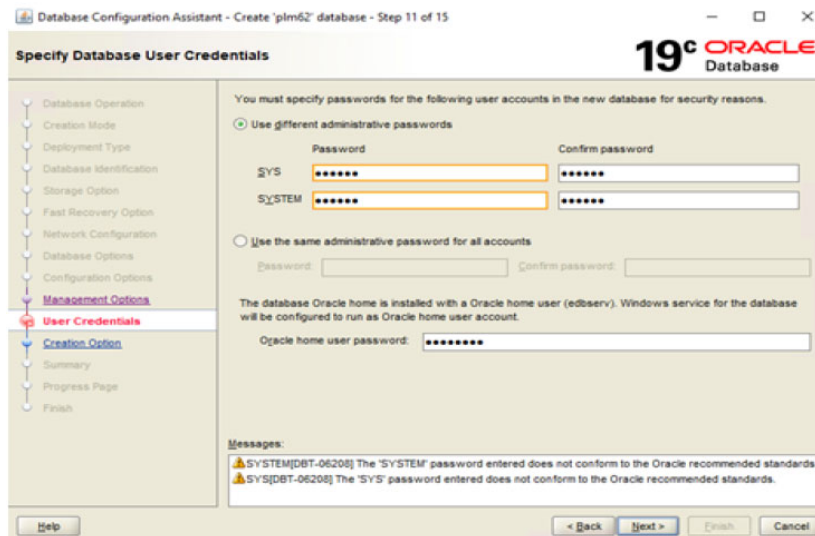 Database Configuration Assistant - Create 'plm62' database - Step 11 of 15
Specify Database User Credentials
19c ORACLE
Database
Database Operation
Creation Mode
Deployment Type
Database Identification
Storage Option
Fast Recovery Option
Network Configuration
Database Options
Configuration Options
Management Options
User Credentials
Creation Option
Summary
Progress Page
Finish
You must specify passwords for the following user accounts in the new database for security reasons.
Use different administrative passwords
Password Confirm password
SYS •••••• ••••••
SYSTEM •••••• ••••••
Use the same administrative password for all accounts
Password: Confirm password:
The database Oracle home is installed with a Oracle home user (edbserv). Windows service for the database
will be configured to run as Oracle home user account.
Oracle home user password: ••••••••
Messages:
SYSTEM[DBT-06208] The 'SYSTEM' password entered does not conform to the Oracle recommended standards
SYS[DBT-06208] The 'SYS' password entered does not conform to the Oracle recommended standards.
Help < Back Next > Finish Cancel